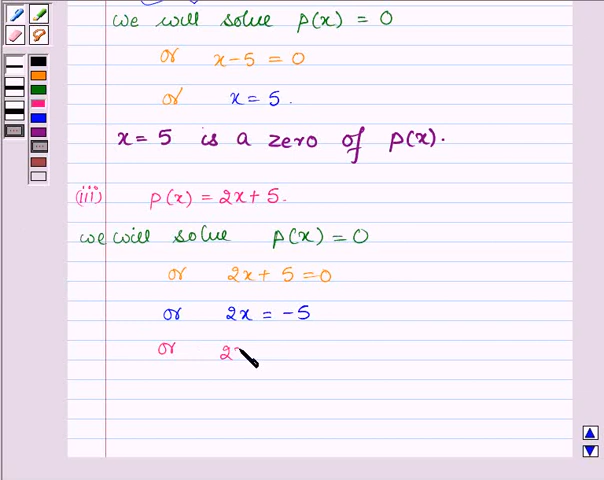 we will solve p(x) = 0
or x-5 = 0
or x = 5.
x = 5 is a zero of p(x).
(iii) p(x) = 2x+5.
we will solve p(x) = 0
or 2x + 5 = 0
or 2x = -5
or 2